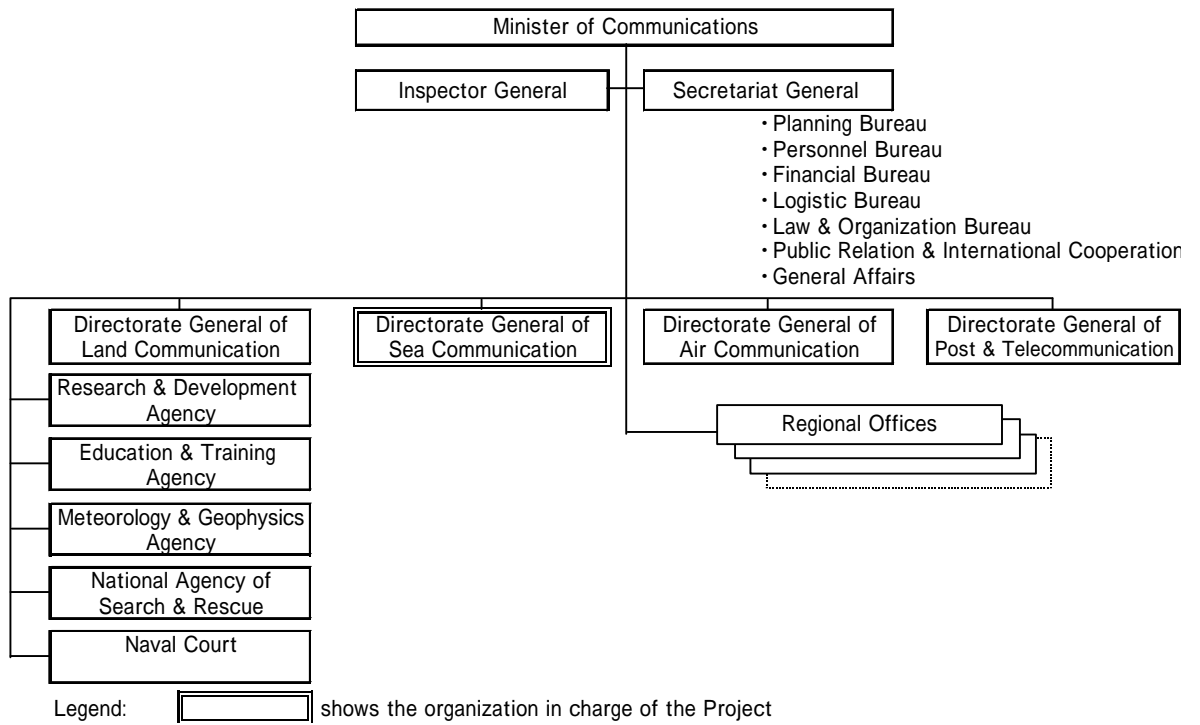 Minister of Communications
Inspector General
Secretariat General
・Planning Bureau
・Personnel Bureau
・Financial Bureau
・Logistic Bureau
・Law & Organization Bureau
・Public Relation & International Cooperation
・General Affairs
Directorate General of
Land Communication
Directorate General of
Sea Communication
Directorate General of
Air Communication
Directorate General of
Post & Telecommunication
Research & Development
Agency
Education & Training
Agency
Meteorology & Geophysics
Agency
National Agency of
Search & Rescue
Naval Court
Regional Offices
Legend: shows the organization in charge of the Project